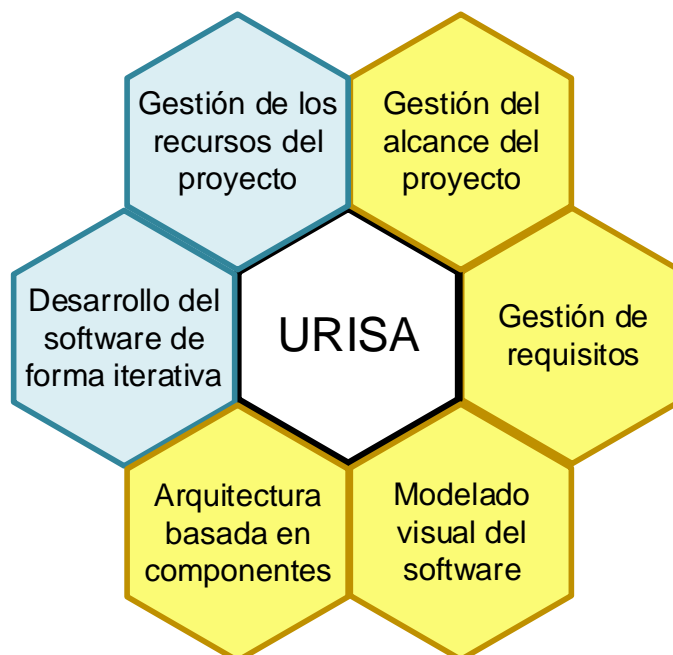 Gestión de los
recursos del
proyecto
Gestión del
alcance del
proyecto
Desarrollo del
software de
forma iterativa
URISA
Gestión de
requisitos
Arquitectura
basada en
componentes
Modelado
visual del
software